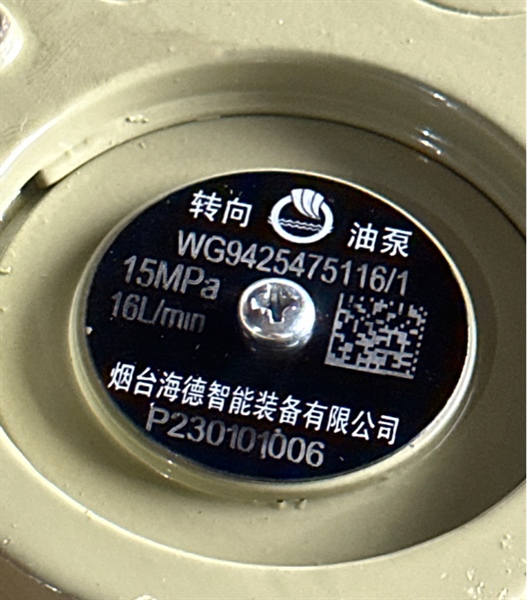 转向 油泵
WG9425475116/1
15MPa
16L/min
烟台海德智能装备有限公司
P230101006